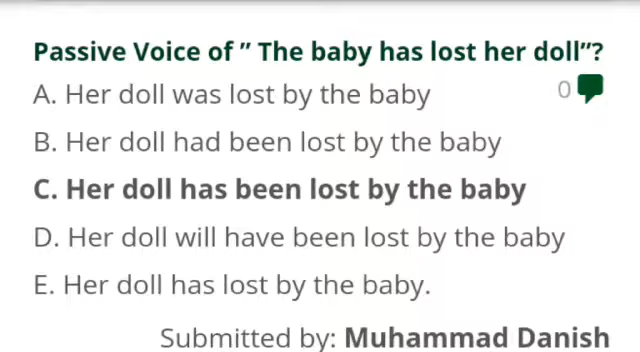 Passive Voice of ” The baby has lost her doll”?
A. Her doll was lost by the baby
0
B. Her doll had been lost by the baby
C. Her doll has been lost by the baby
D. Her doll will have been lost by the baby
E. Her doll has lost by the baby.
Submitted by: Muhammad Danish